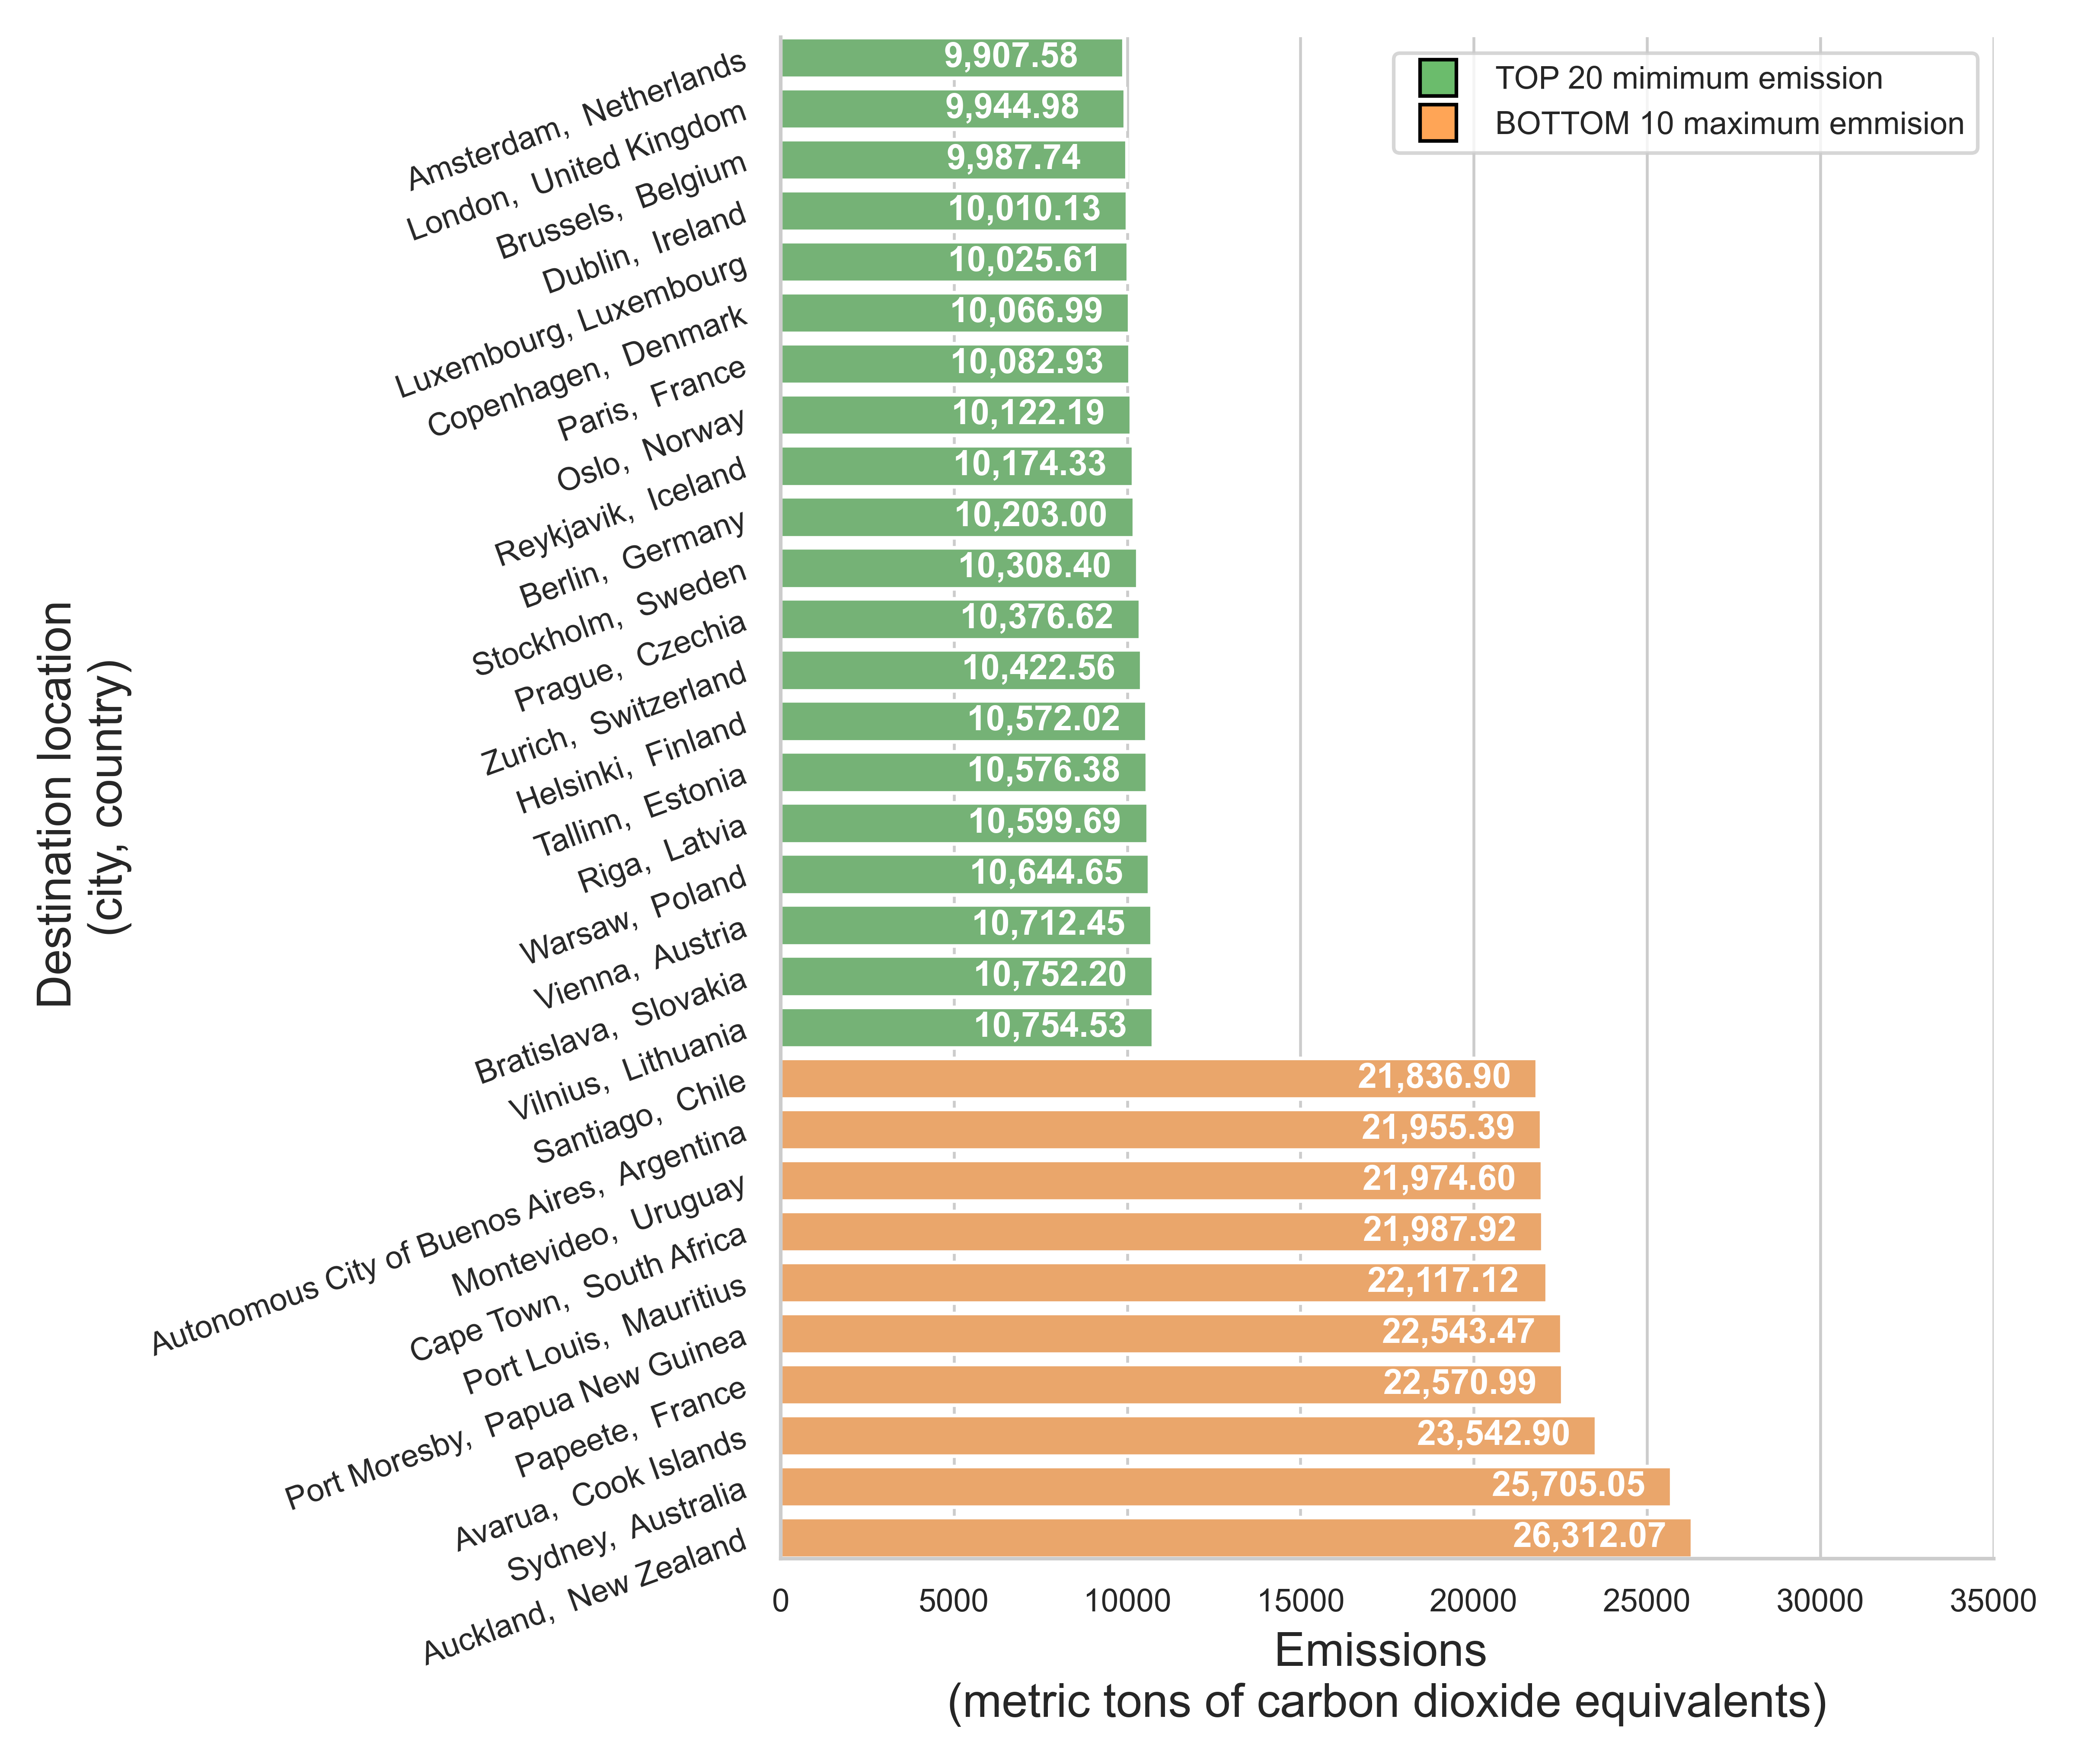 TOP 20 mimimum emission
BOTTOM 10 maximum emmision
Destination location
(city, country)
Amsterdam, Netherlands 9,907.58
London, United Kingdom 9,944.98
Brussels, Belgium 9,987.74
Dublin, Ireland 10,010.13
Luxembourg, Luxembourg 10,025.61
Copenhagen, Denmark 10,066.99
Paris, France 10,082.93
Oslo, Norway 10,122.19
Reykjavik, Iceland 10,174.33
Berlin, Germany 10,203.00
Stockholm, Sweden 10,308.40
Prague, Czechia 10,376.62
Zurich, Switzerland 10,422.56
Helsinki, Finland 10,572.02
Tallinn, Estonia 10,576.38
Riga, Latvia 10,599.69
Warsaw, Poland 10,644.65
Vienna, Austria 10,712.45
Bratislava, Slovakia 10,752.20
Vilnius, Lithuania 10,754.53
Santiago, Chile 21,836.90
Autonomous City of Buenos Aires, Argentina 21,955.39
Montevideo, Uruguay 21,974.60
Cape Town, South Africa 21,987.92
Port Louis, Mauritius 22,117.12
Port Moresby, Papua New Guinea 22,543.47
Papeete, France 22,570.99
Avarua, Cook Islands 23,542.90
Sydney, Australia 25,705.05
Auckland, New Zealand 26,312.07
0 5000 10000 15000 20000 25000 30000 35000
Emissions
(metric tons of carbon dioxide equivalents)